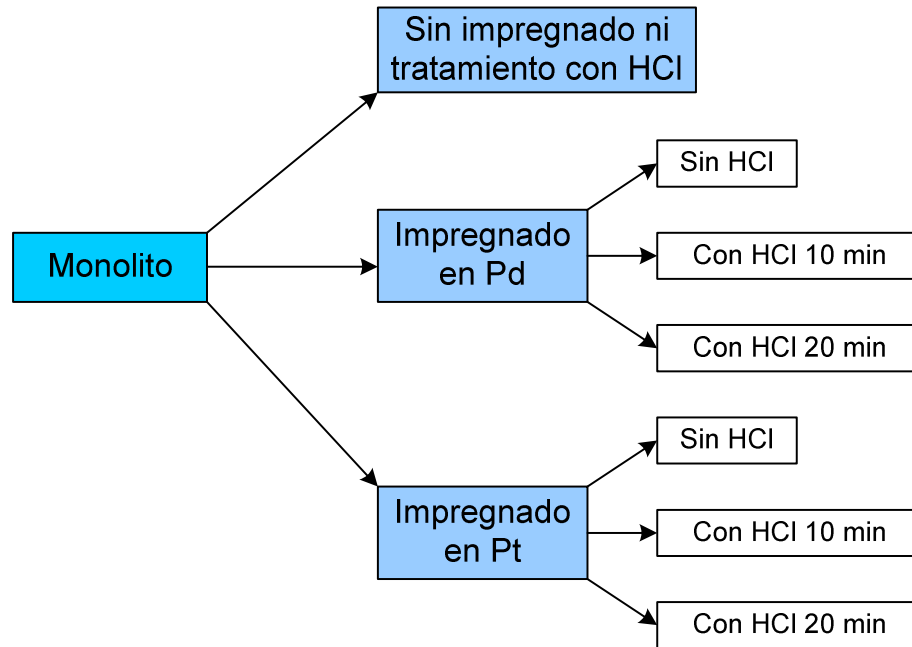 Sin impregnado ni
tratamiento con HCl
Monolito
Impregnado
en Pd
Sin HCl
Con HCl 10 min
Con HCl 20 min
Impregnado
en Pt
Sin HCl
Con HCl 10 min
Con HCl 20 min